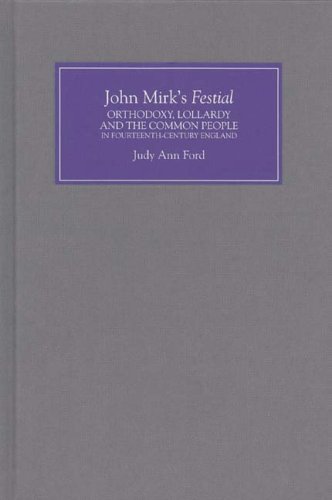 John Mirk's Festial
ORTHODOXY, LOLLARDY
AND THE COMMON PEOPLE
IN FOURTEENTH-CENTURY ENGLAND
Judy Ann Ford